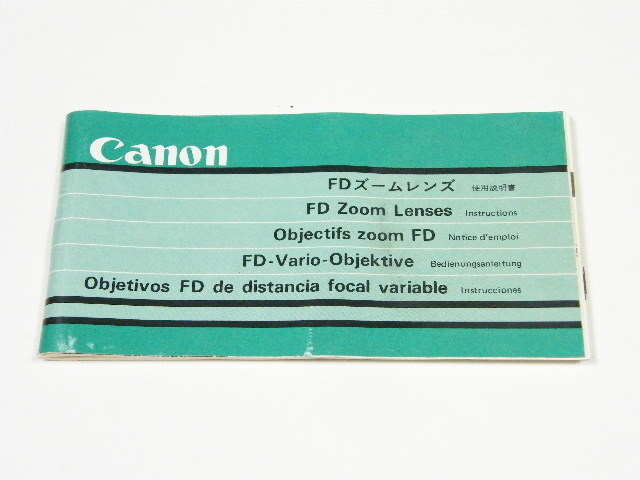 Canon
FDズームレンズ 使用説明書
FD Zoom Lenses Instructions
Objectifs zoom FD Notice d'emploi
FD-Vario-Objektive Bedienungsanleitung
Objetivos FD de distancia focal variable Instrucciones